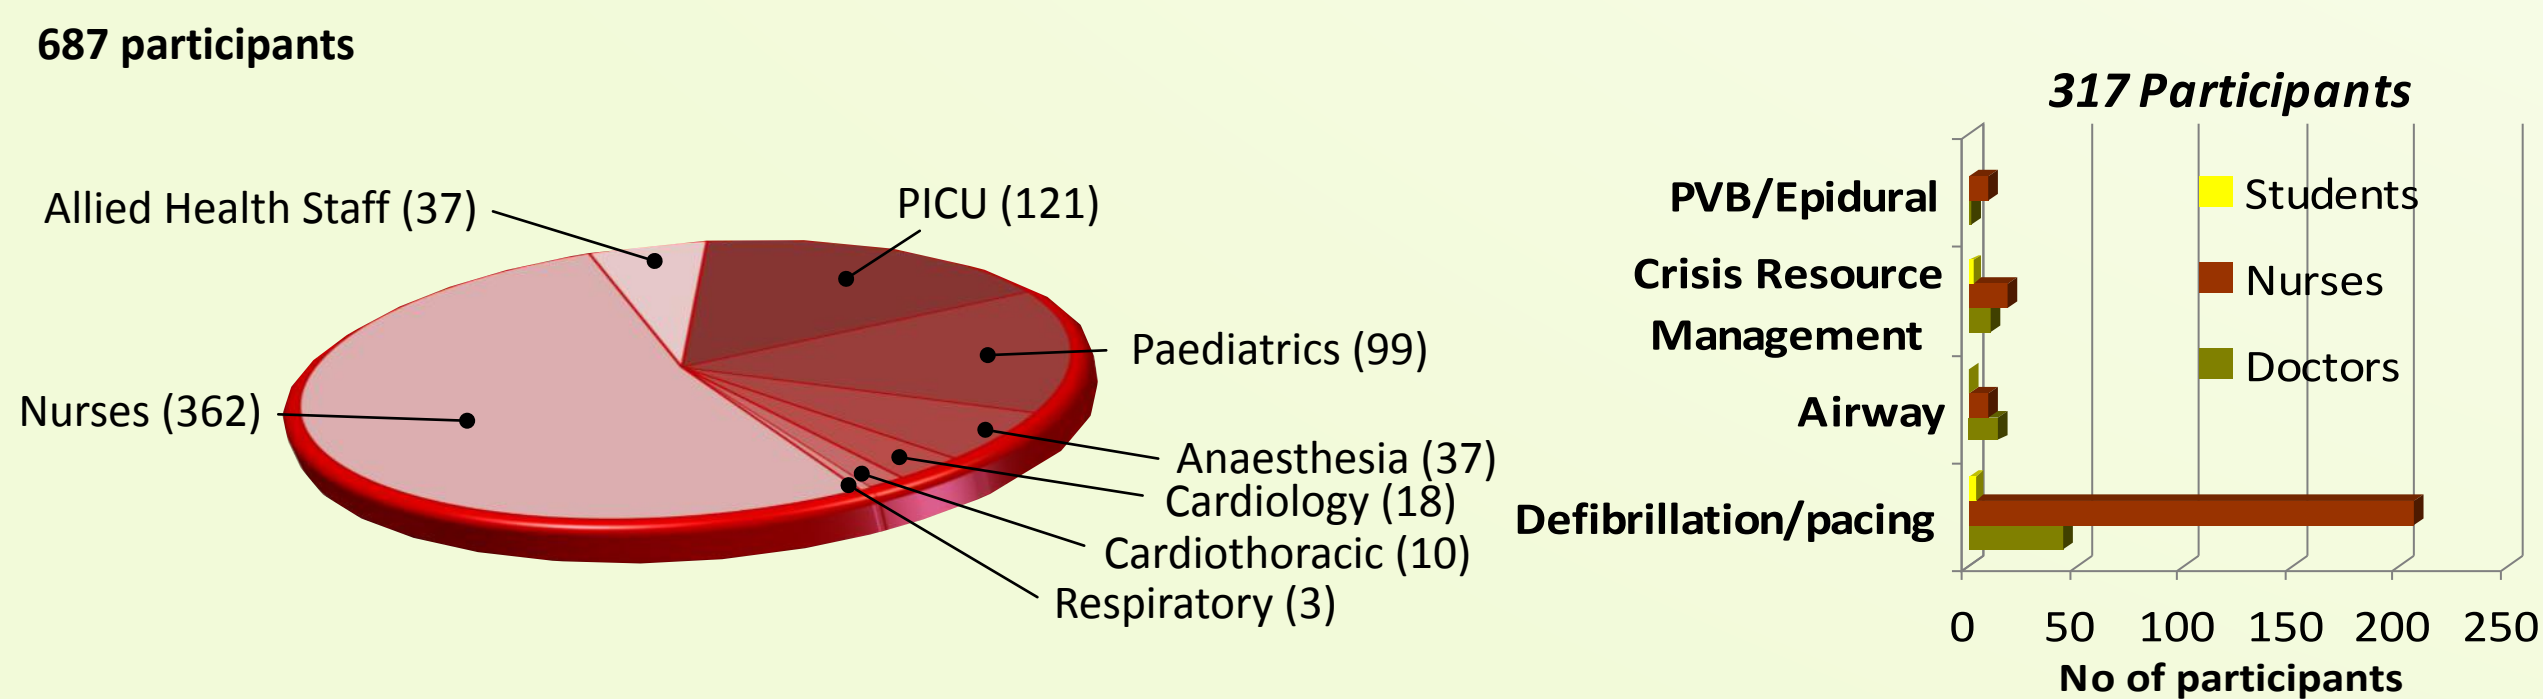 687 participants
Allied Health Staff (37)
PICU (121)
Paediatrics (99)
Nurses (362)
Anaesthesia (37)
Cardiology (18)
Cardiothoracic (10)
Respiratory (3)
317 Participants
PVB/Epidural
Crisis Resource
Management
Airway
Defibrillation/pacing
Students
Nurses
Doctors
0 50 100 150 200 250
No of participants